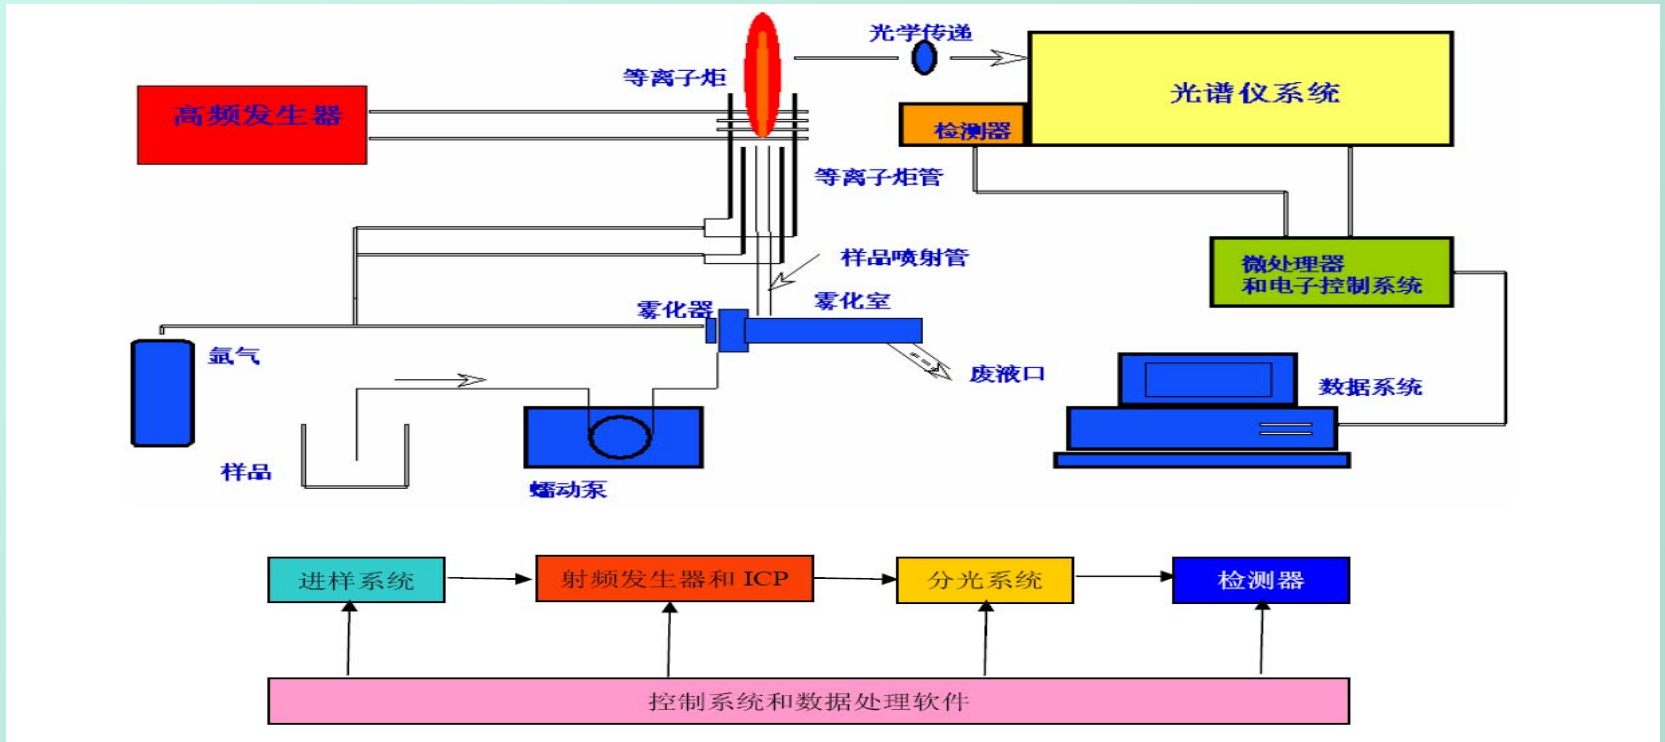 光学传递
等离子炬
高频发生器
光谱仪系统
检测器
等离子炬管
样品喷射管
微处理器
和电子控制系统
雾化器
雾化室
氩气
废液口
数据系统
样品
蠕动泵
进样系统
射频发生器和 ICP
分光系统
检测器
控制系统和数据处理软件